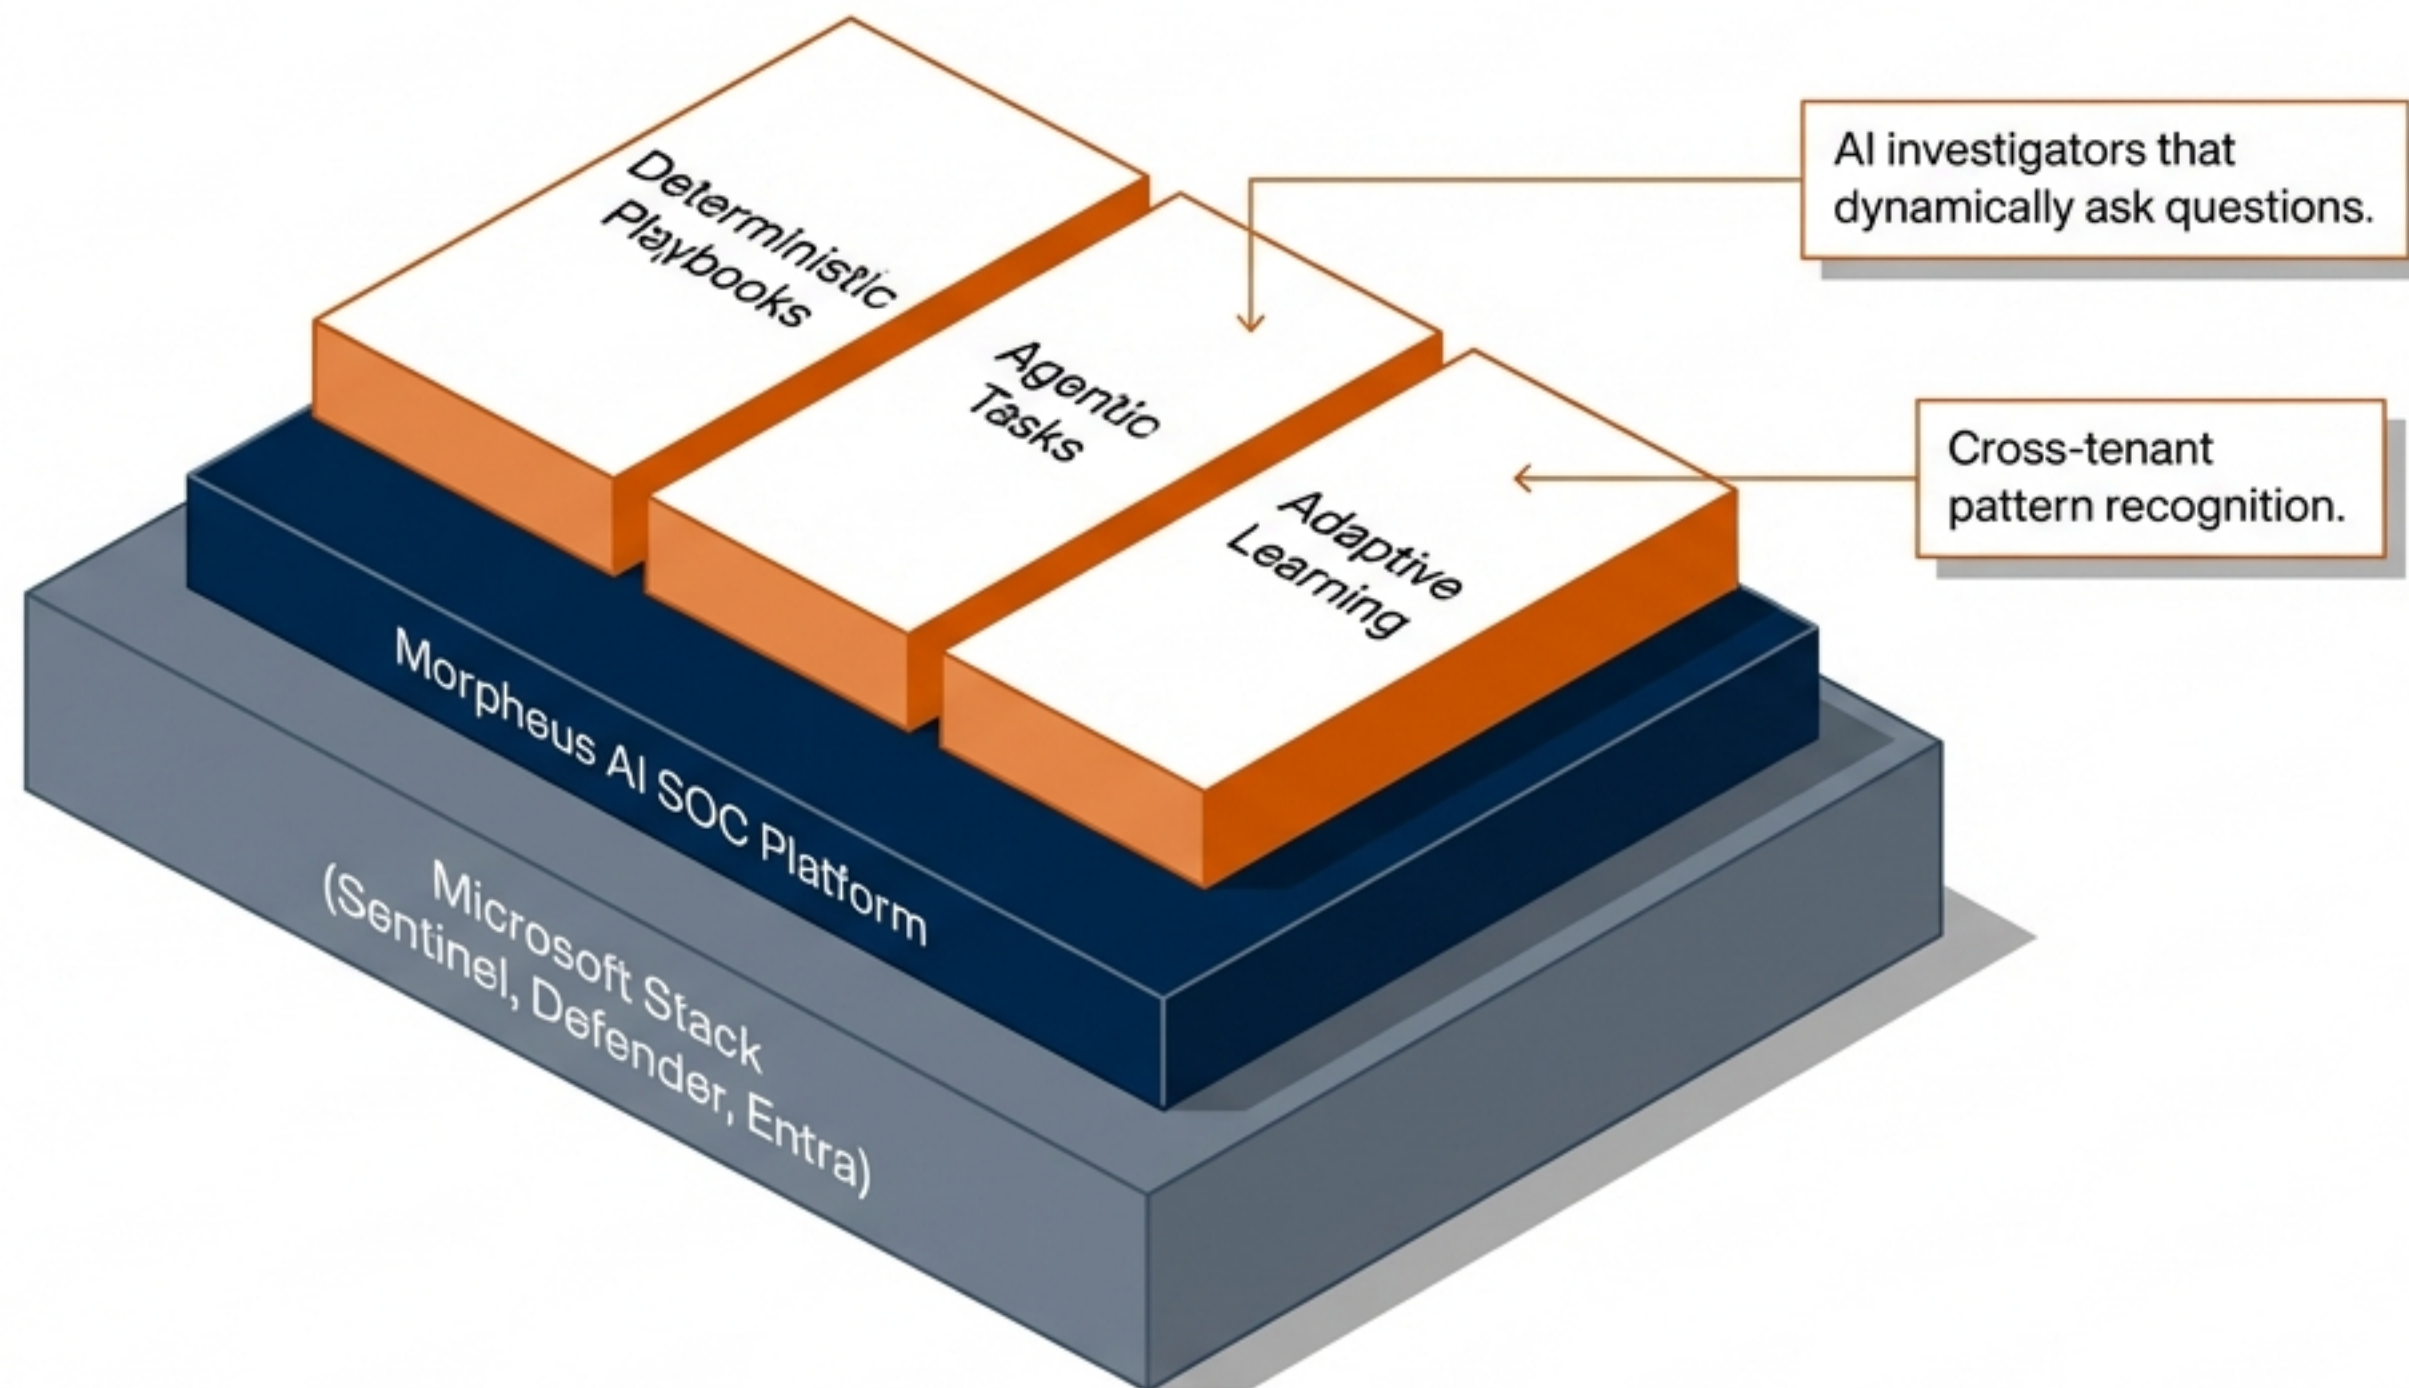 Deterministic
Playbooks
Agentic
Tasks
Adaptive
Learning
AI investigators that
dynamically ask questions.
Cross-tenant
pattern recognition.
Morpheus AI SOC Platform
Microsoft Stack
(Sentinel, Defender, Entra)